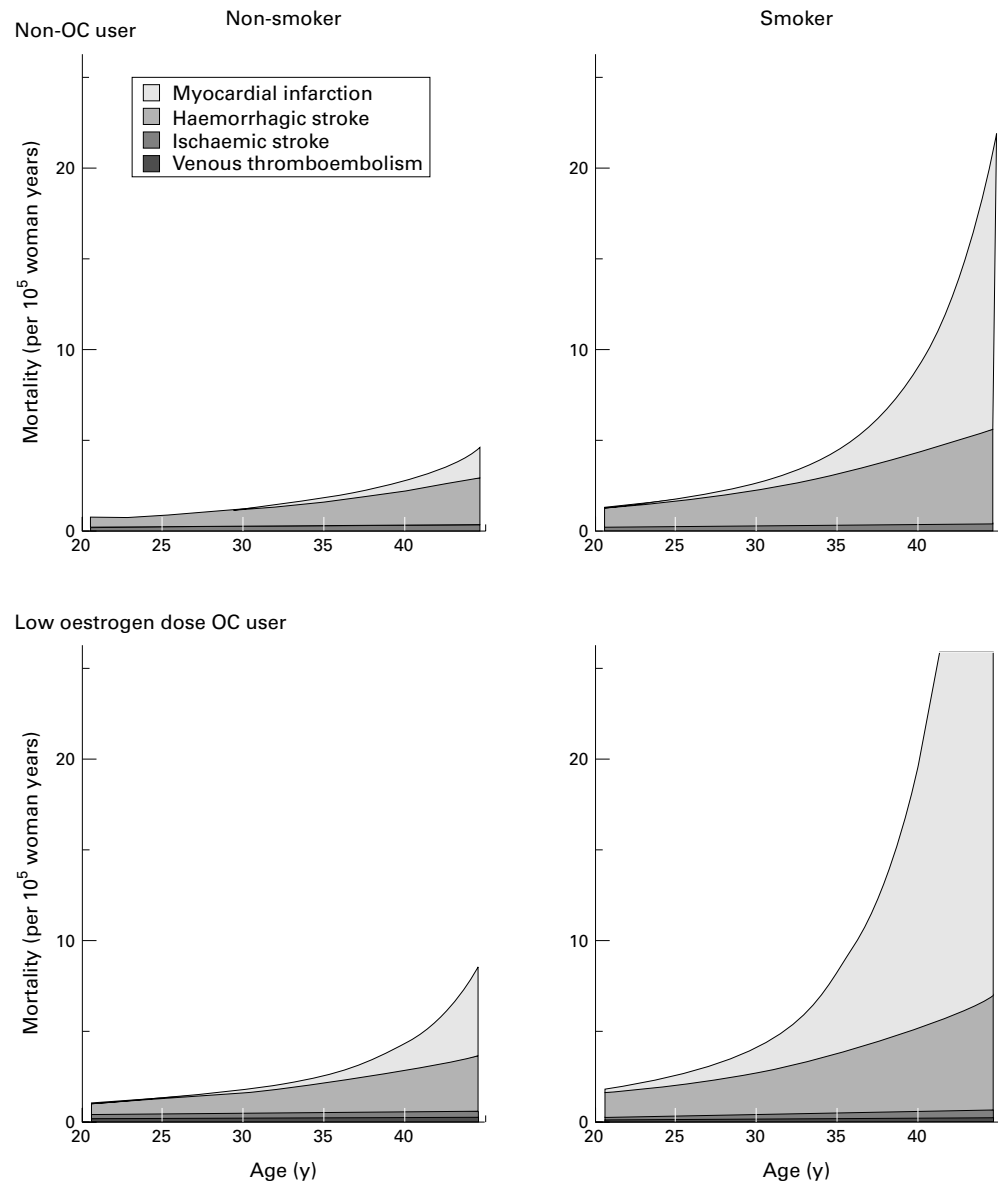 Non-smoker
Smoker
Non-OC user
Mortality (per 10⁵ woman years)
20
10
0
20 25 30 35 40
Myocardial infarction
Haemorrhagic stroke
Ischaemic stroke
Venous thromboembolism
20
10
0
20 25 30 35 40
Low oestrogen dose OC user
Mortality (per 10⁵ woman years)
20
10
0
20 25 30 35 40
Age (y)
20
10
0
20 25 30 35 40
Age (y)